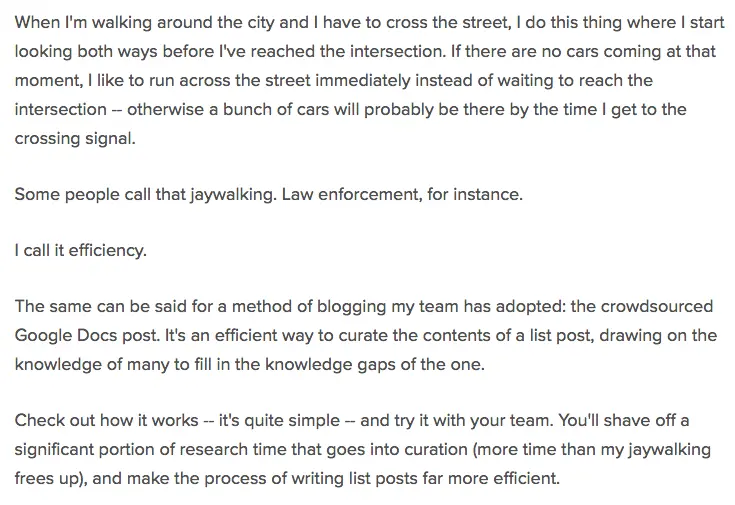 When I'm walking around the city and I have to cross the street, I do this thing where I start
looking both ways before I've reached the intersection. If there are no cars coming at that
moment, I like to run across the street immediately instead of waiting to reach the
intersection -- otherwise a bunch of cars will probably be there by the time I get to the
crossing signal.
Some people call that jaywalking. Law enforcement, for instance.
I call it efficiency.
The same can be said for a method of blogging my team has adopted: the crowdsourced
Google Docs post. It's an efficient way to curate the contents of a list post, drawing on the
knowledge of many to fill in the knowledge gaps of the one.
Check out how it works -- it's quite simple -- and try it with your team. You'll shave off a
significant portion of research time that goes into curation (more time than my jaywalking
frees up), and make the process of writing list posts far more efficient.